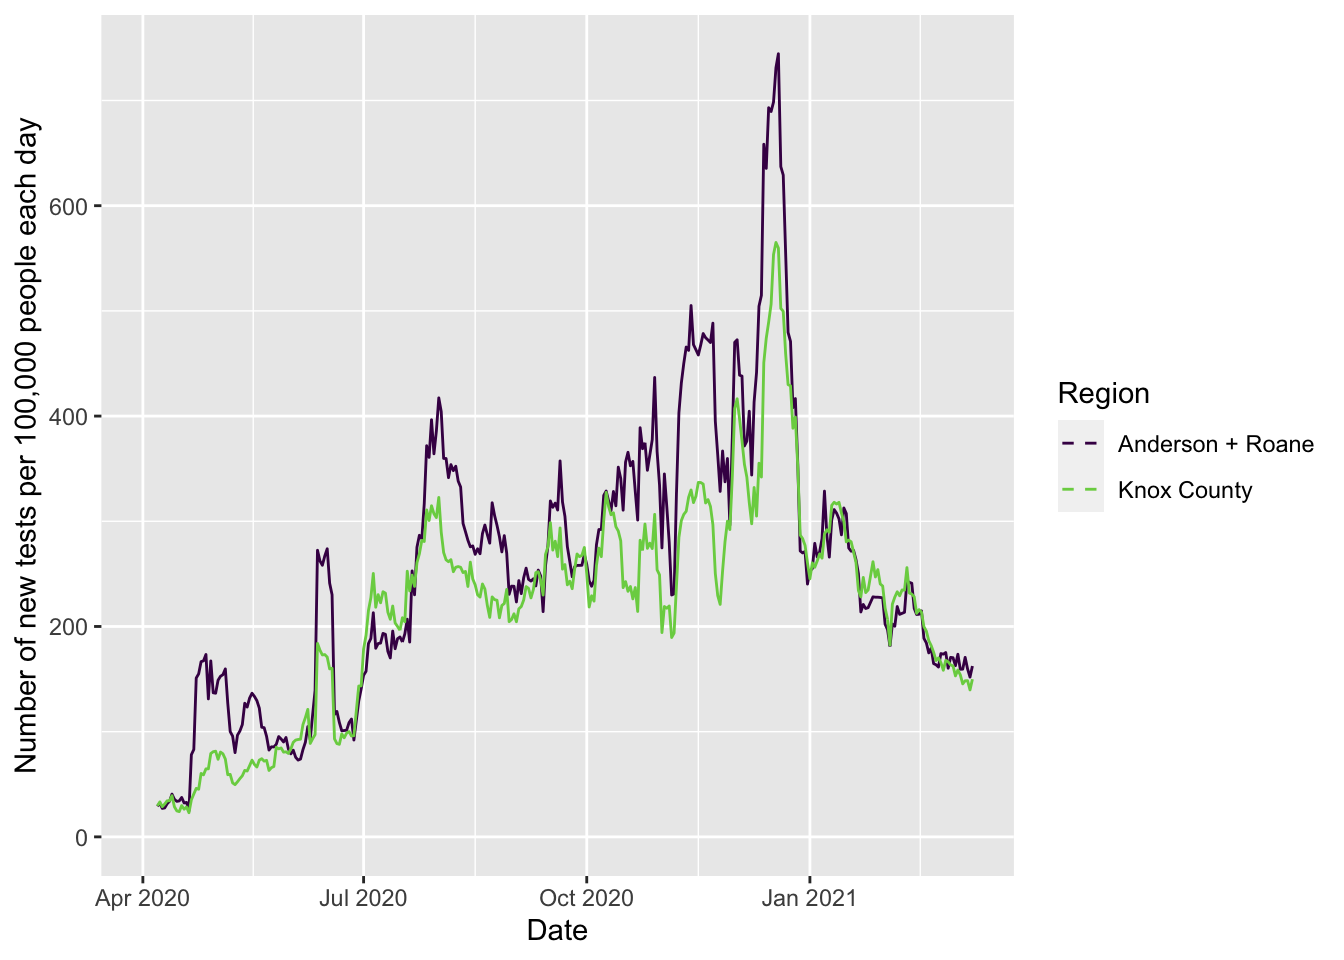 Number of new tests per 100,000 people each day
600
400
200
0
Apr 2020
Jul 2020
Oct 2020
Jan 2021
Date
Region
Anderson + Roane
Knox County